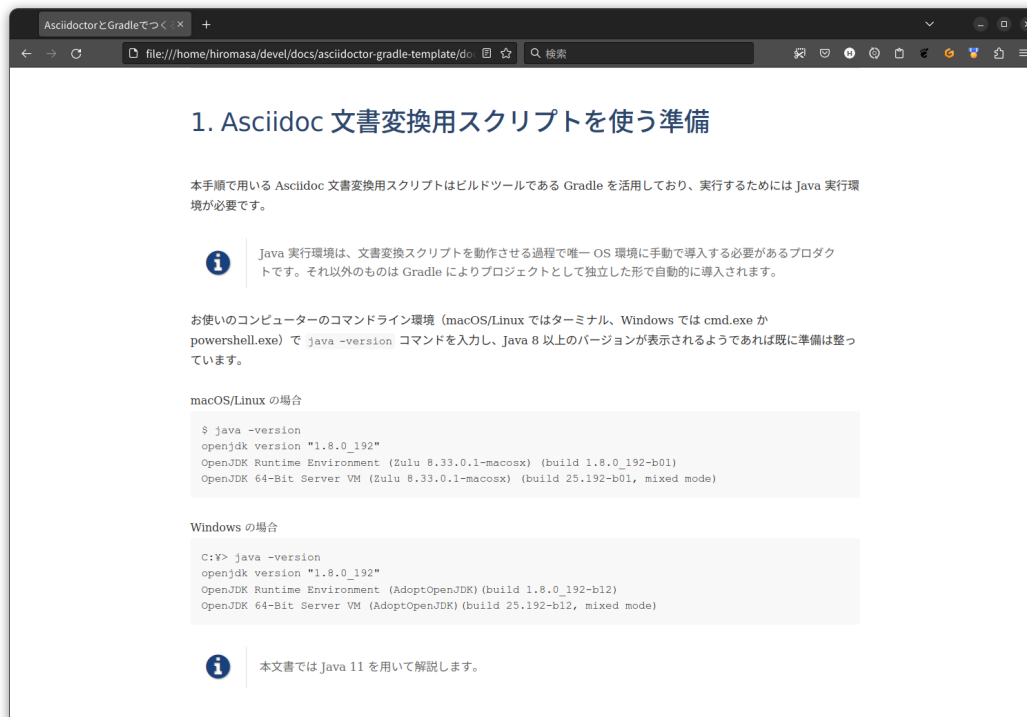 AsciidoctorとGradleでつく
file:///home/hiromasa/devel/docs/asciidoctor-gradle-template/do
検索
1. Asciidoc 文書変換用スクリプトを使う準備
本手順で用いる Asciidoc 文書変換用スクリプトはビルドツールである Gradle を活用しており、実行するためには Java 実行環
境が必要です。
Java 実行環境は、文書変換スクリプトを動作させる過程で唯一 OS 環境に手動で導入する必要があるプロダク
トです。それ以外のものは Gradle によりプロジェクトとして独立した形で自動的に導入されます。
お使いのコンピューターのコマンドライン環境（macOS/Linux ではターミナル、Windows では cmd.exe か
powershell.exe）で java -version コマンドを入力し、Java 8 以上のバージョンが表示されるようであれば既に準備は整っ
ています。
macOS/Linux の場合
$ java -version
openjdk version "1.8.0_192"
OpenJDK Runtime Environment (Zulu 8.33.0.1-macosx) (build 1.8.0_192-b01)
OpenJDK 64-Bit Server VM (Zulu 8.33.0.1-macosx) (build 25.192-b01, mixed mode)
Windows の場合
C:¥> java -version
openjdk version "1.8.0_192"
OpenJDK Runtime Environment (AdoptOpenJDK)(build 1.8.0_192-b12)
OpenJDK 64-Bit Server VM (AdoptOpenJDK)(build 25.192-b12, mixed mode)
本文書では Java 11 を用いて解説します。